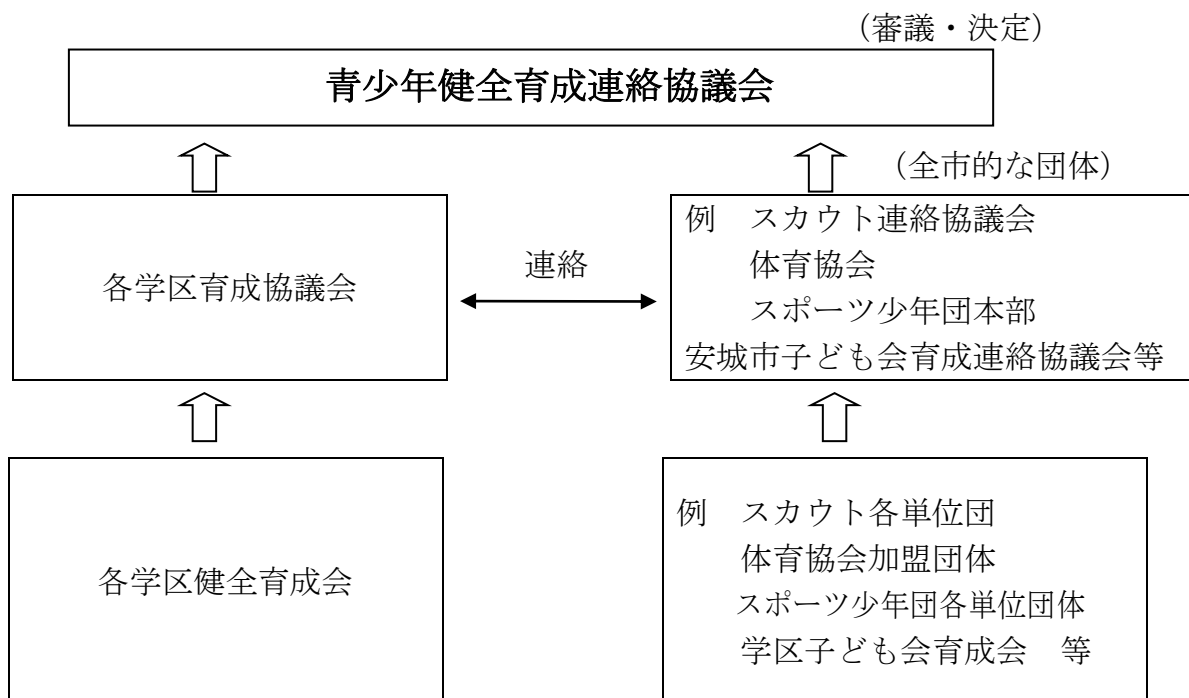 （審議・決定）
青少年健全育成連絡協議会
（全市的な団体）
各学区育成協議会
連絡
例　スカウト連絡協議会
体育協会
スポーツ少年団本部
安城市子ども会育成連絡協議会等
各学区健全育成会
例　スカウト各単位団
体育協会加盟団体
スポーツ少年団各単位団体
学区子ども会育成会　等